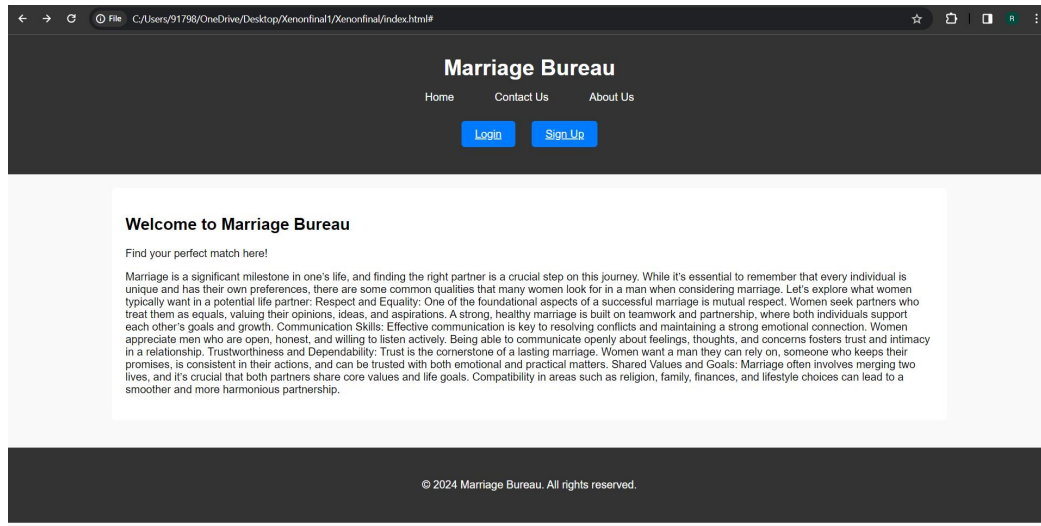 File C:/Users/91798/OneDrive/Desktop/Xenonfinal1/Xenonfinal/index.html#
R
Marriage Bureau
Home Contact Us About Us
Login Sign Up
Welcome to Marriage Bureau
Find your perfect match here!
Marriage is a significant milestone in one's life, and finding the right partner is a crucial step on this journey. While it's essential to remember that every individual is
unique and has their own preferences, there are some common qualities that many women look for in a man when considering marriage. Let's explore what women
typically want in a potential life partner: Respect and Equality: One of the foundational aspects of a successful marriage is mutual respect. Women seek partners who
treat them as equals, valuing their opinions, ideas, and aspirations. A strong, healthy marriage is built on teamwork and partnership, where both individuals support
each other's goals and growth. Communication Skills: Effective communication is key to resolving conflicts and maintaining a strong emotional connection. Women
appreciate men who are open, honest, and willing to listen actively. Being able to communicate openly about feelings, thoughts, and concerns fosters trust and intimacy
in a relationship. Trustworthiness and Dependability: Trust is the cornerstone of a lasting marriage. Women want a man they can rely on, someone who keeps their
promises, is consistent in their actions, and can be trusted with both emotional and practical matters. Shared Values and Goals: Marriage often involves merging two
lives, and it's crucial that both partners share core values and life goals. Compatibility in areas such as religion, family, finances, and lifestyle choices can lead to a
smoother and more harmonious partnership.
© 2024 Marriage Bureau. All rights reserved.